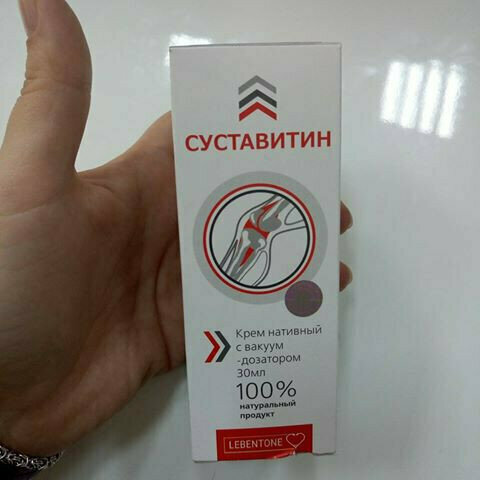 СУСТАВИТИН
Крем нативный
с вакуум
-дозатором
30мл
100%
натуральный
продукт
LEBENTONE